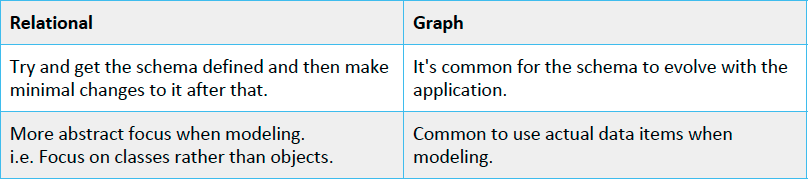 Relational
Graph
Try and get the schema defined and then make
minimal changes to it after that.
It's common for the schema to evolve with the
application.
More abstract focus when modeling.
i.e. Focus on classes rather than objects.
Common to use actual data items when
modeling.